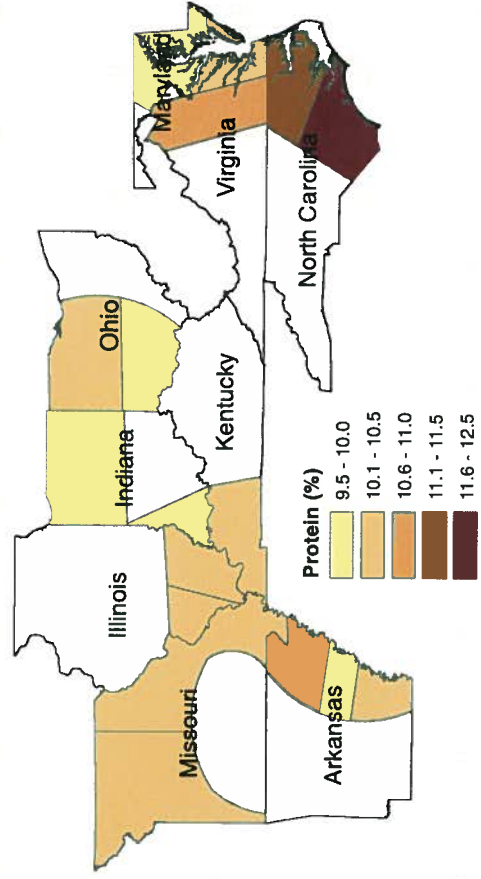 Maryland
Virginia
North Carolina
Ohio
Kentucky
Indiana
Illinois
Missouri
Arkansas
Protein (%)
9.5 - 10.0
10.1 - 10.5
10.6 - 11.0
11.1 - 11.5
11.6 - 12.5